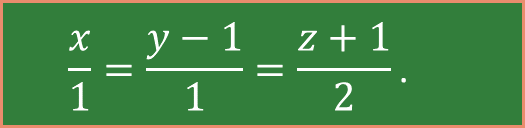 x/1 = (y − 1)/1 = (z + 1)/2 .